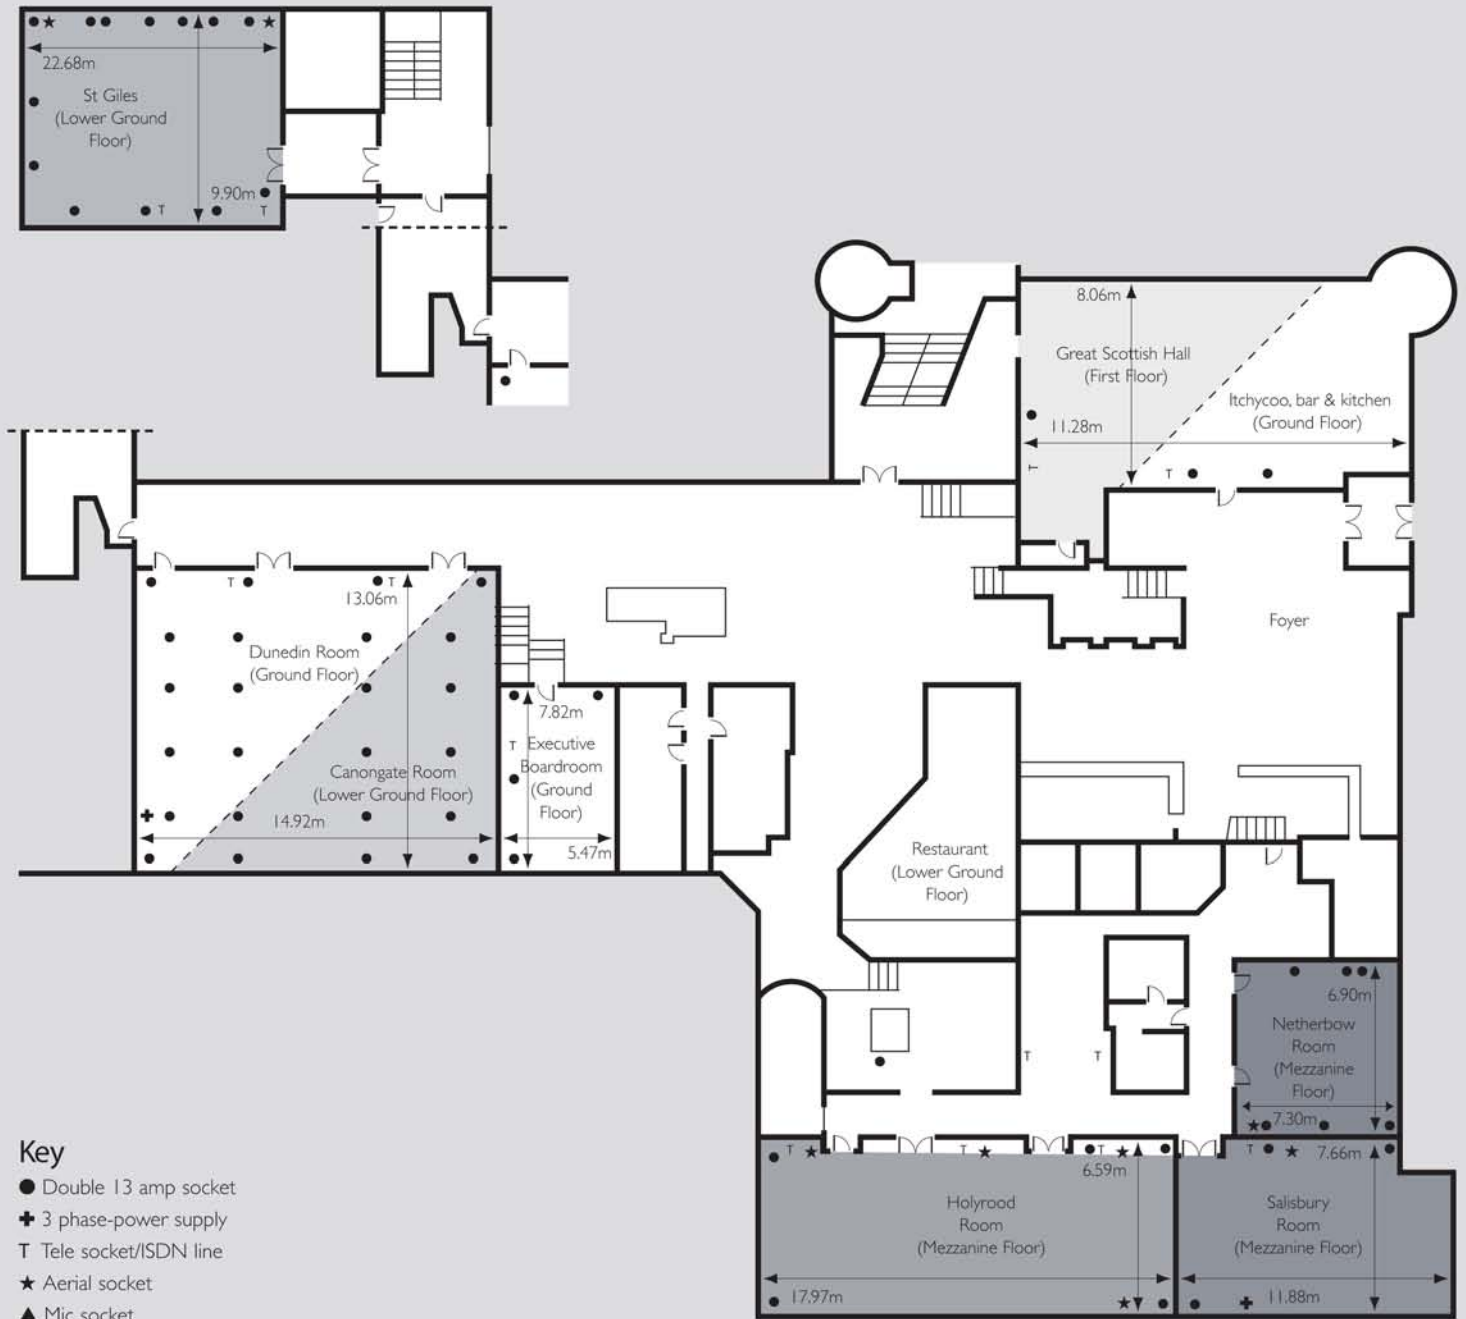 22.68m
St Giles
(Lower Ground
Floor)
9.90m
T
T
8.06m
Great Scottish Hall
(First Floor)
Itchycoo, bar & kitchen
(Ground Floor)
11.28m
T
T
T
T
13.06m
Dunedin Room
(Ground Floor)
Foyer
7.82m
T
Executive
Boardroom
(Ground
Floor)
Canongate Room
(Lower Ground Floor)
14.92m
5.47m
Restaurant
(Lower Ground
Floor)
6.90m
Netherbow
Room
(Mezzanine
Floor)
7.30m
T
T
T
T
T
T
6.59m
7.66m
Holyrood
Room
(Mezzanine Floor)
Salisbury
Room
(Mezzanine Floor)
17.97m
11.88m
Key
Double 13 amp socket
3 phase-power supply
T Tele socket/ISDN line
Aerial socket
Mic socket